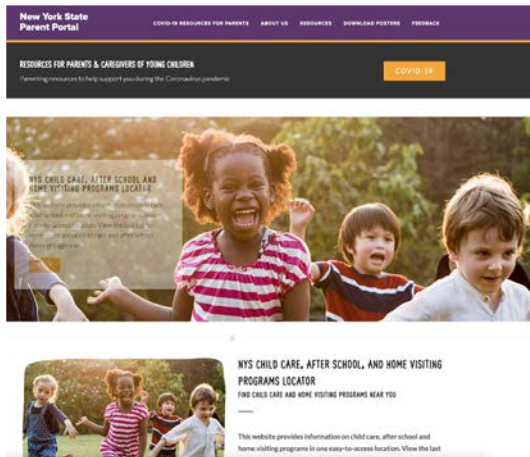 New York State
Parent Portal
COVID-19 RESOURCES FOR PARENTS ABOUT US RESOURCES DOWNLOAD POSTERS FEEDBACK
RESOURCES FOR PARENTS & CAREGIVERS OF YOUNG CHILDREN
Parenting resources to help support you during the Coronavirus pandemic
COVID-19
NYS CHILD CARE, AFTER SCHOOL AND
HOME VISITING PROGRAMS LOCATOR
NYS CHILD CARE, AFTER SCHOOL, AND HOME VISITING
PROGRAMS LOCATOR
FIND CHILD CARE AND HOME VISITING PROGRAMS NEAR YOU
This website provides information on child care, after school and
home visiting programs in one easy-to-access location. View the last